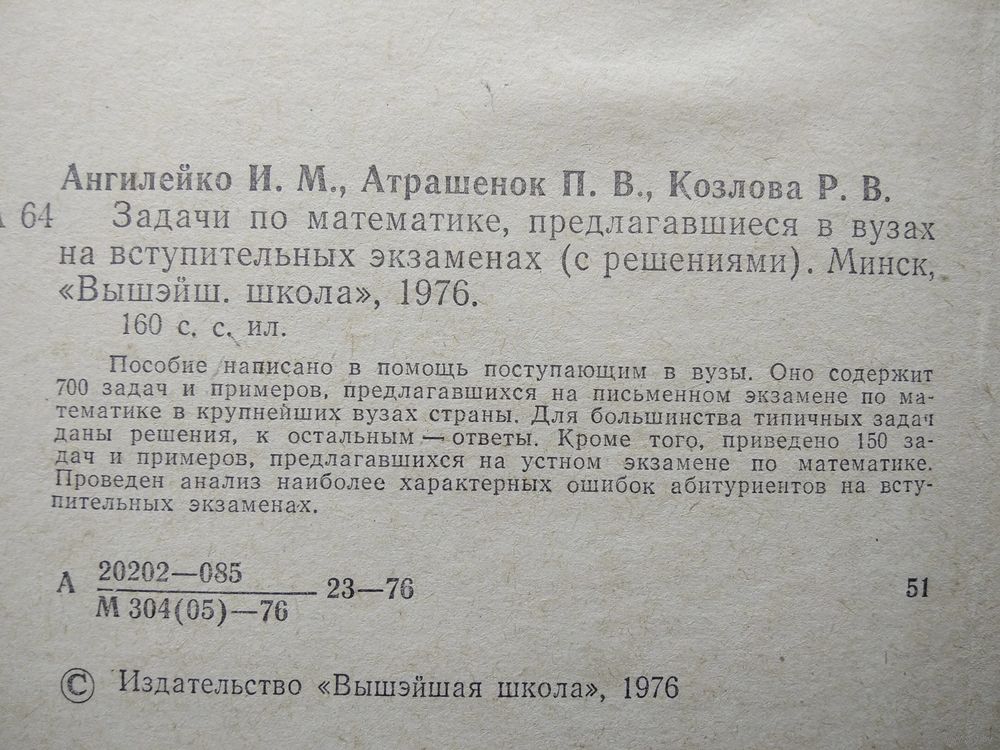 Ангилейко И. М., Атрашенок П. В., Козлова Р. В.
А 64 Задачи по математике, предлагавшиеся в вузах
на вступительных экзаменах (с решениями). Минск,
«Вышэйш. школа», 1976.
160 с. с. ил.
Пособие написано в помощь поступающим в вузы. Оно содержит
700 задач и примеров, предлагавшихся на письменном экзамене по ма-
тематике в крупнейших вузах страны. Для большинства типичных задач
даны решения, к остальным — ответы. Кроме того, приведено 150 за-
дач и примеров, предлагавшихся на устном экзамене по математике.
Проведен анализ наиболее характерных ошибок абитуриентов на всту-
пительных экзаменах.
А 20202—085 23—76 51
М 304(05)—76
© Издательство «Вышэйшая школа», 1976